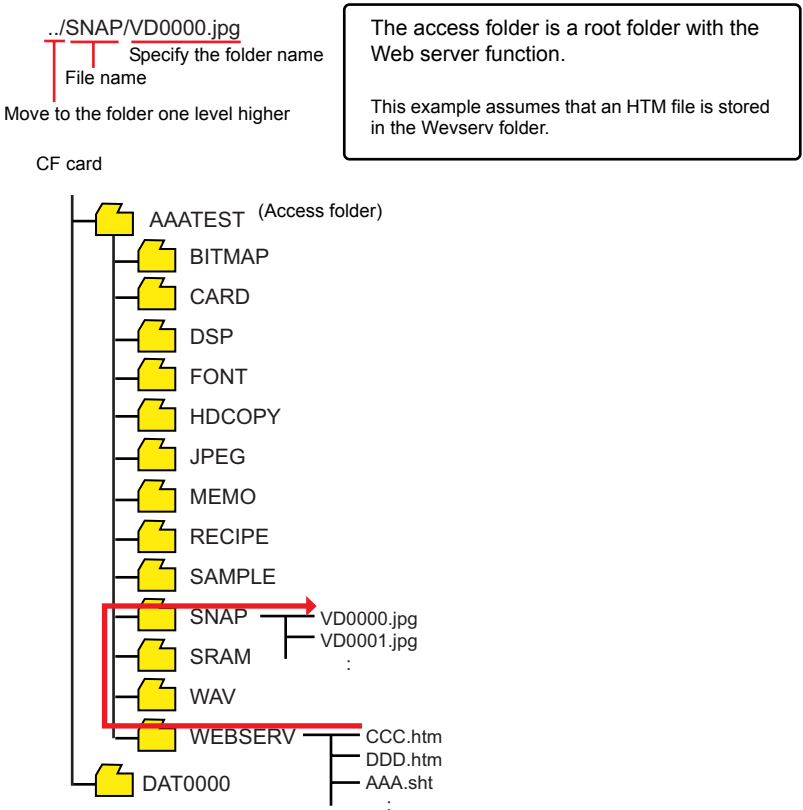 ../SNAP/VD0000.jpg
Specify the folder name
File name
Move to the folder one level higher
The access folder is a root folder with the
Web server function.
This example assumes that an HTM file is stored
in the Wevserv folder.
CF card
AAATEST (Access folder)
BITMAP
CARD
DSP
FONT
HDCOPY
JPEG
MEMO
RECIPE
SAMPLE
SNAP
VD0000.jpg
VD0001.jpg
:
SRAM
WAV
WEBSERV
CCC.htm
DDD.htm
AAA.sht
:
DAT0000